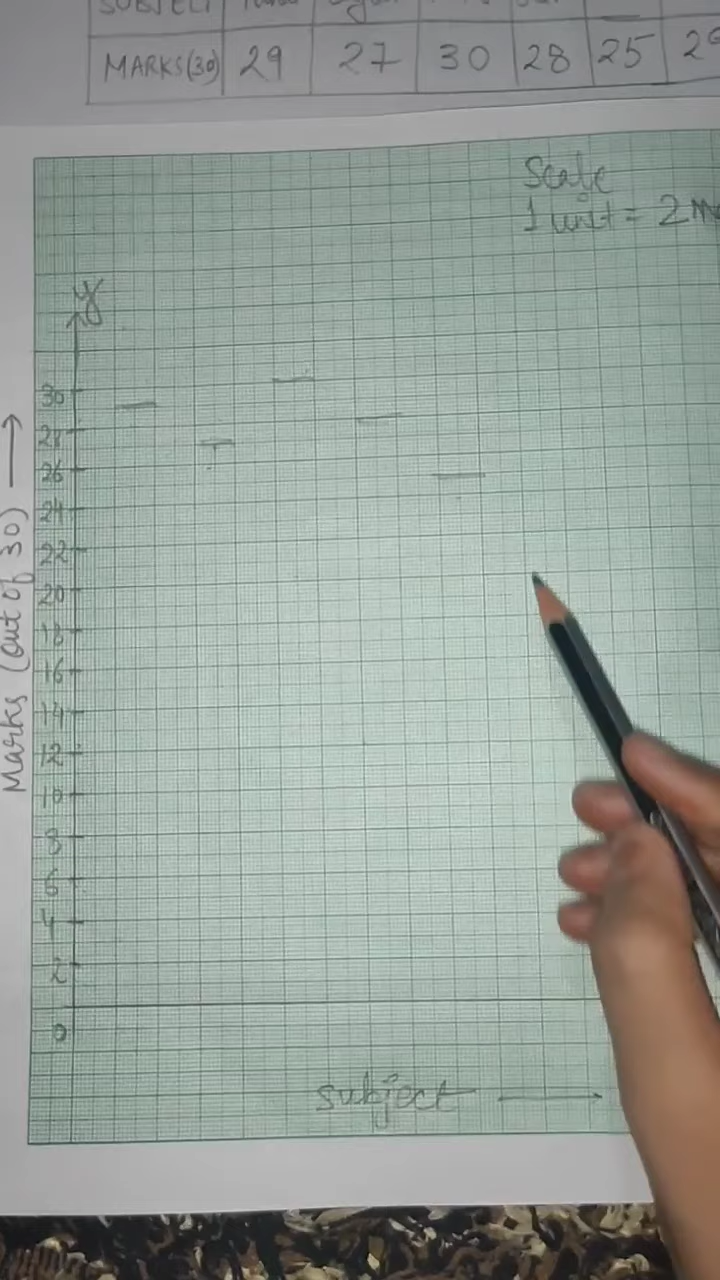 SUBJECT
MARKS(30) 29 27 30 28 25
Scale
1 unit = 2
y
30
28
26
24
22
20
18
16
14
12
10
8
6
4
2
0
Marks (out of 30)
subject